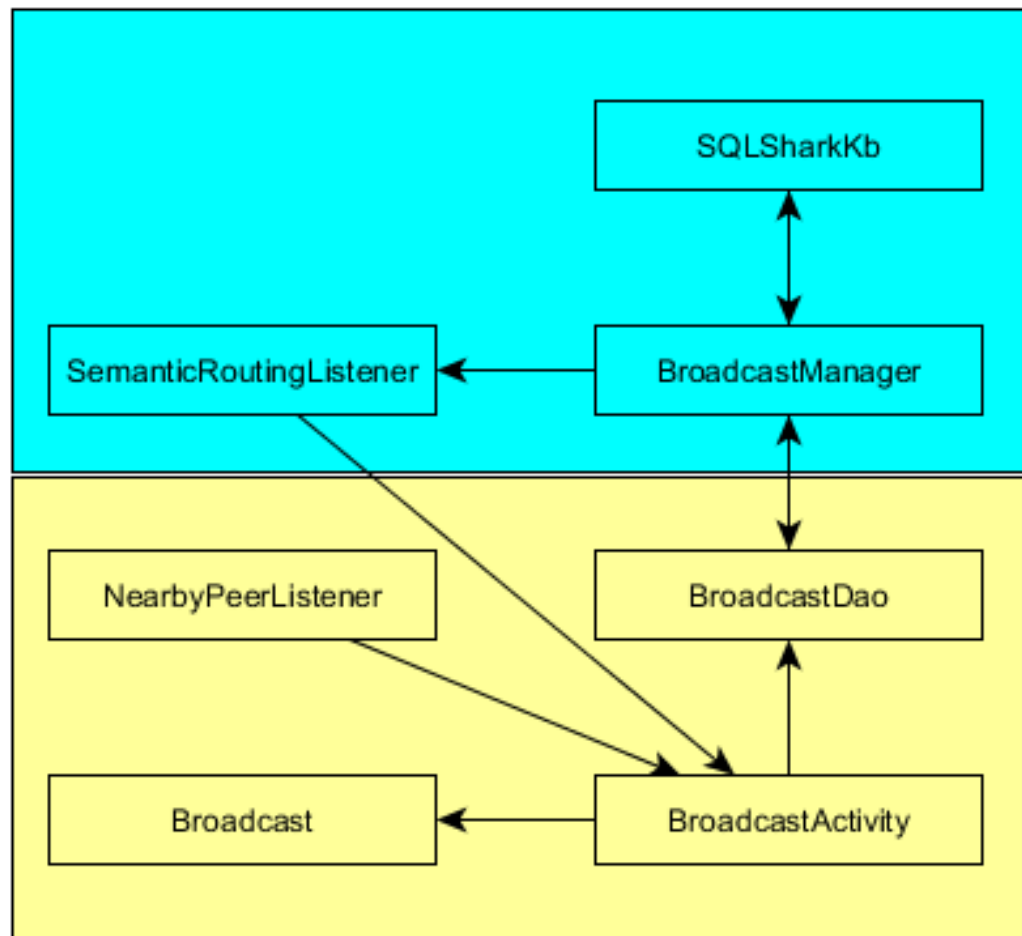 SQLSharkKb
SemanticRoutingListener
BroadcastManager
NearbyPeerListener
BroadcastDao
Broadcast
BroadcastActivity